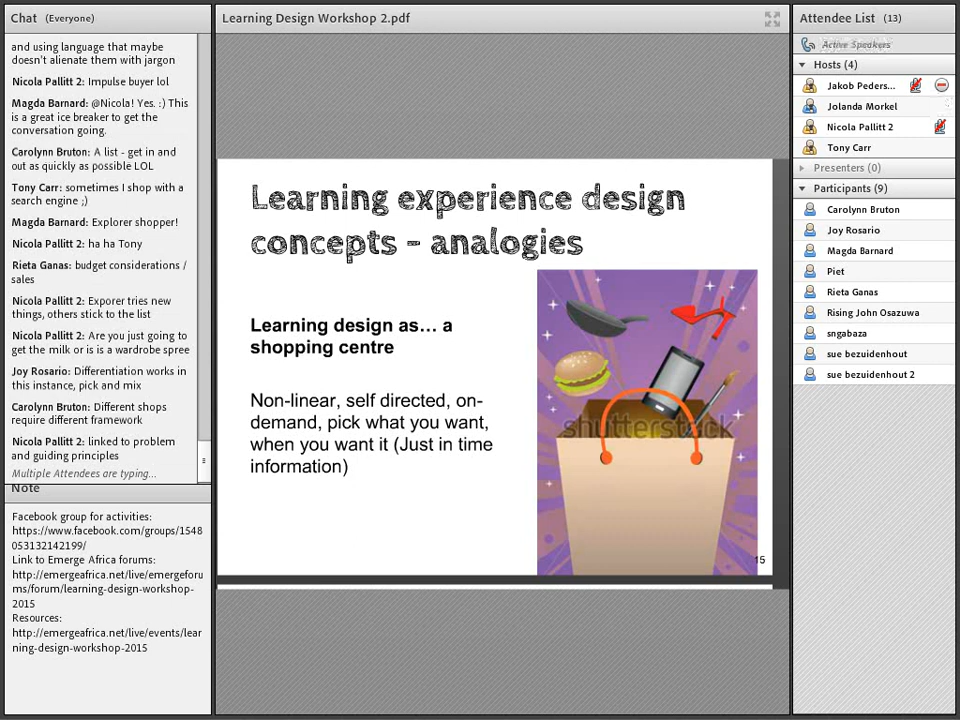 Chat (Everyone)
and using language that maybe
doesn't alienate them with jargon
Nicola Pallitt 2: Impulse buyer lol
Magda Barnard: @Nicola! Yes. :) This
is a great ice breaker to get the
conversation going.
Carolynn Bruton: A list - get in and
out as quickly as possible LOL
Tony Carr: sometimes I shop with a
search engine ;)
Magda Barnard: Explorer shopper!
Nicola Pallitt 2: ha ha Tony
Rieta Ganas: budget considerations /
sales
Nicola Pallitt 2: Exporer tries new
things, others stick to the list
Nicola Pallitt 2: Are you just going to
get the milk or is is a wardrobe spree
Joy Rosario: Differentiation works in
this instance, pick and mix
Carolynn Bruton: Different shops
require different framework
Nicola Pallitt 2: linked to problem
and guiding principles
Multiple Attendees are typing...
Note
Facebook group for activities:
https://www.facebook.com/groups/1548
053132142199/
Link to Emerge Africa forums:
http://emergeafrica.net/live/emergeforu
ms/forum/learning-design-workshop-
2015
Resources:
http://emergeafrica.net/live/events/lear
ning-design-workshop-2015
Learning Design Workshop 2.pdf
Learning experience design
concepts - analogies
Learning design as... a
shopping centre
Non-linear, self directed, on-
demand, pick what you want,
when you want it (Just in time
information)
shutterstock
15
Attendee List (13)
Active Speakers
Hosts (4)
Jakob Peders...
Jolanda Morkel
Nicola Pallitt 2
Tony Carr
Presenters (0)
Participants (9)
Carolynn Bruton
Joy Rosario
Magda Barnard
Piet
Rieta Ganas
Rising John Osazuwa
sngabaza
sue bezuidenhout
sue bezuidenhout 2